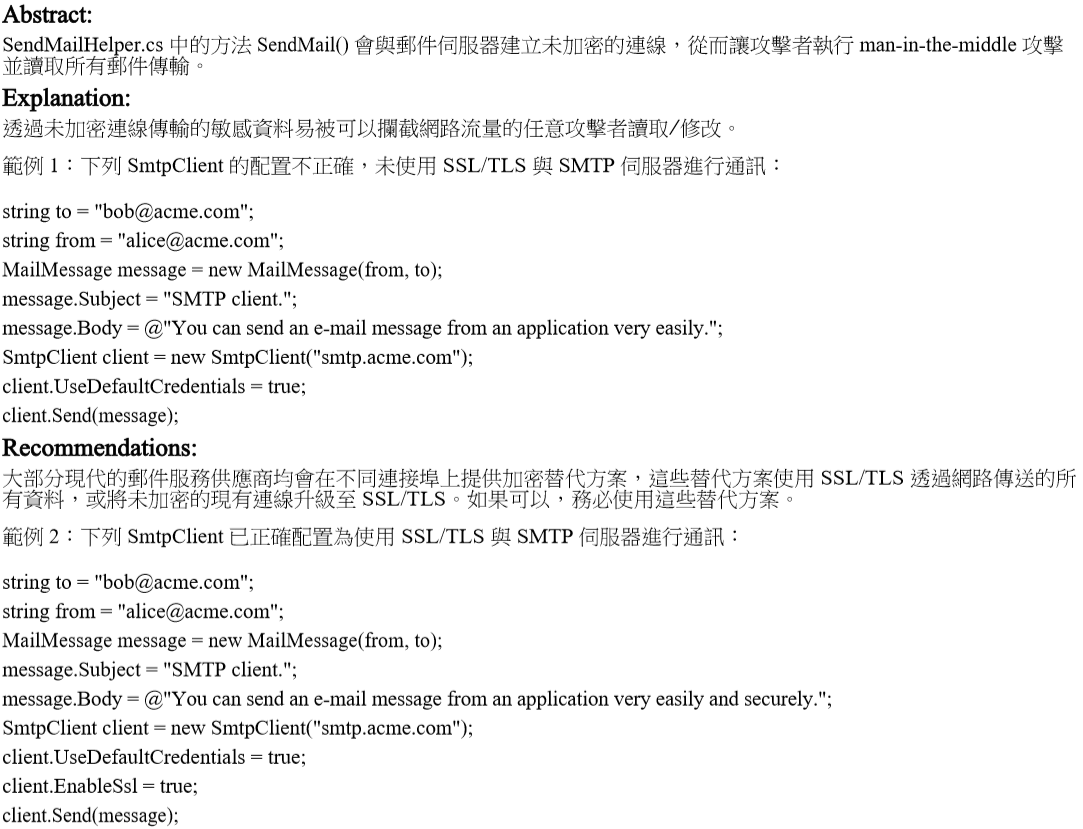 Abstract:
SendMailHelper.cs 中的方法 SendMail() 會與郵件伺服器建立未加密的連線，從而讓攻擊者執行 man-in-the-middle 攻擊
並讀取所有郵件傳輸。
Explanation:
透過未加密連線傳輸的敏感資料易被可以攔截網路流量的任意攻擊者讀取/修改。
範例 1：下列 SmtpClient 的配置不正確，未使用 SSL/TLS 與 SMTP 伺服器進行通訊：
string to = "bob@acme.com";
string from = "alice@acme.com";
MailMessage message = new MailMessage(from, to);
message.Subject = "SMTP client.";
message.Body = @"You can send an e-mail message from an application very easily.";
SmtpClient client = new SmtpClient("smtp.acme.com");
client.UseDefaultCredentials = true;
client.Send(message);
Recommendations:
大部分現代的郵件服務供應商均會在不同連接埠上提供加密替代方案，這些替代方案使用 SSL/TLS 透過網路傳送的所
有資料，或將未加密的現有連線升級至 SSL/TLS。如果可以，務必使用這些替代方案。
範例 2：下列 SmtpClient 已正確配置為使用 SSL/TLS 與 SMTP 伺服器進行通訊：
string to = "bob@acme.com";
string from = "alice@acme.com";
MailMessage message = new MailMessage(from, to);
message.Subject = "SMTP client.";
message.Body = @"You can send an e-mail message from an application very easily and securely.";
SmtpClient client = new SmtpClient("smtp.acme.com");
client.UseDefaultCredentials = true;
client.EnableSsl = true;
client.Send(message);